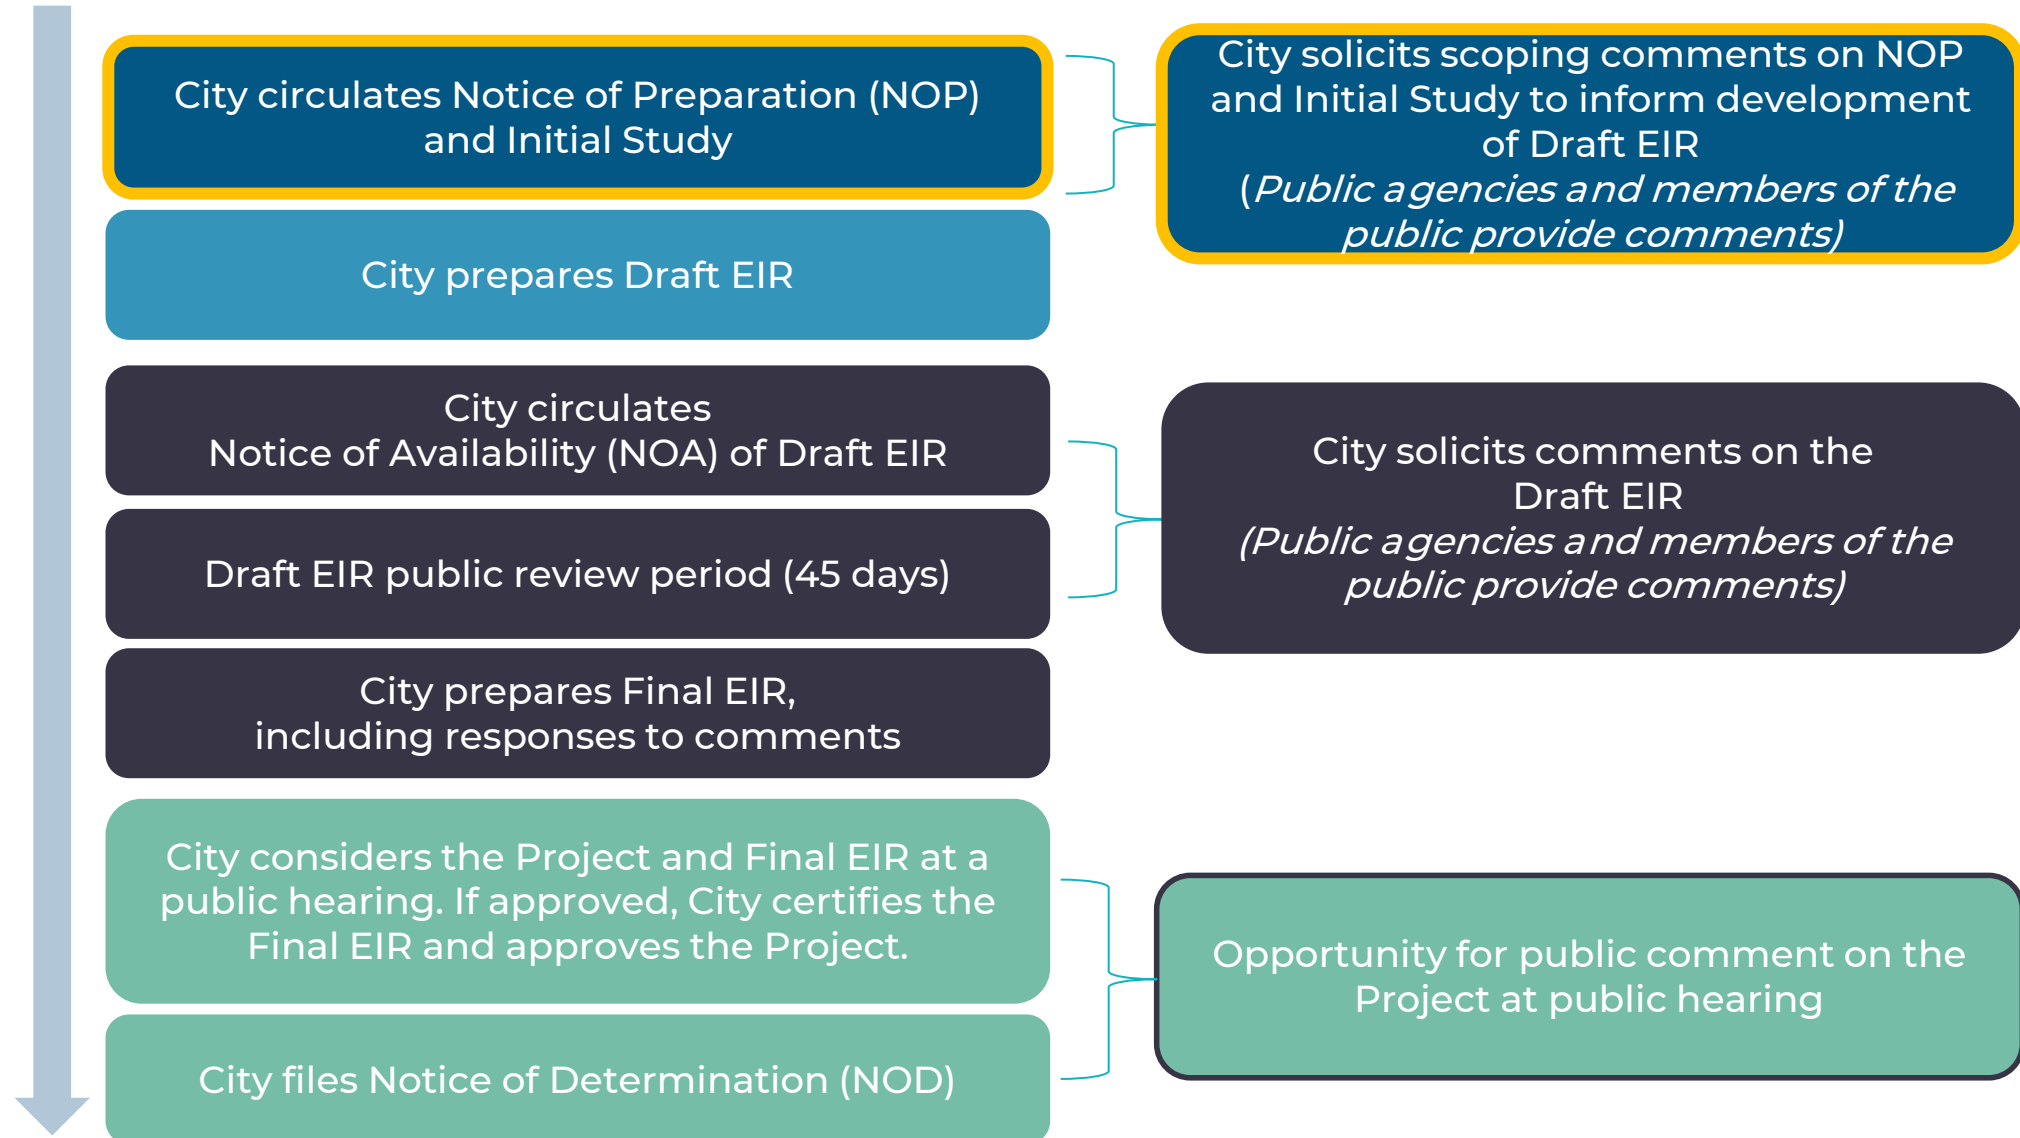 City circulates Notice of Preparation (NOP)
and Initial Study
City solicits scoping comments on NOP
and Initial Study to inform development
of Draft EIR
(Public agencies and members of the
public provide comments)
City prepares Draft EIR
City circulates
Notice of Availability (NOA) of Draft EIR
Draft EIR public review period (45 days)
City solicits comments on the
Draft EIR
(Public agencies and members of the
public provide comments)
City prepares Final EIR,
including responses to comments
City considers the Project and Final EIR at a
public hearing. If approved, City certifies the
Final EIR and approves the Project.
City files Notice of Determination (NOD)
Opportunity for public comment on the
Project at public hearing